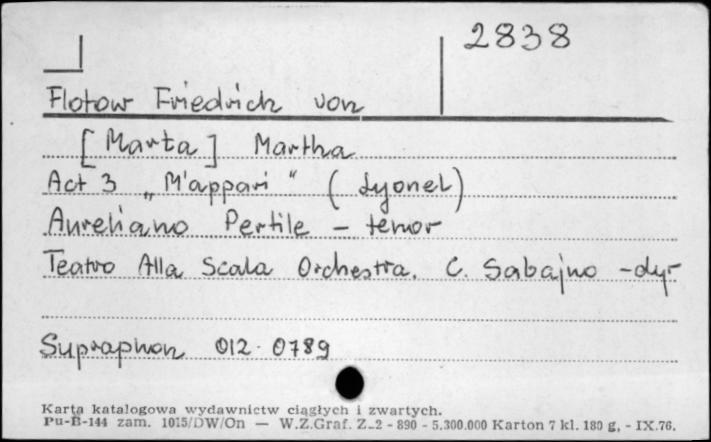 2838
Flotow Friedrich von
[Marta] Martha
Act 3 „M'appari" (Lyonel)
Aureliano Pertile - tenor
Teatro Alla Scala Orchestra. C. Sabajno - dyr
Supraphon 012·0789
Karta katalogowa wydawnictw ciągłych i zwartych.
Pu-B-144 zam. 1015/DW/On — W.Z.Graf. Z-2 - 890 - 5.300.000 Karton 7 kl. 180 g, - IX.76.